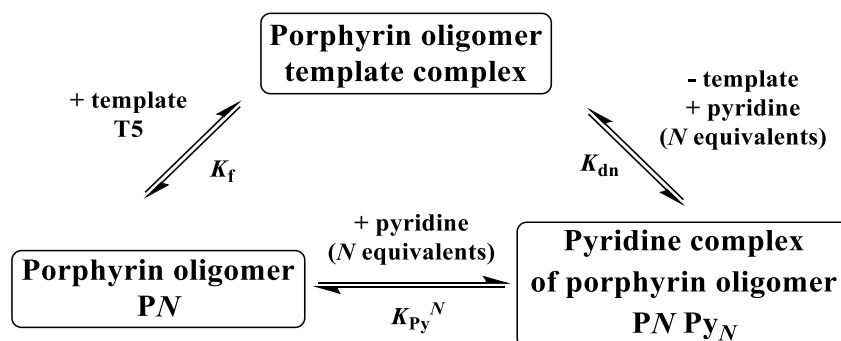 Porphyrin oligomer
template complex
+ template
T5
K_f
- template
+ pyridine
(N equivalents)
K_dn
Porphyrin oligomer
PN
+ pyridine
(N equivalents)
K_Py^N
Pyridine complex
of porphyrin oligomer
PN Py_N